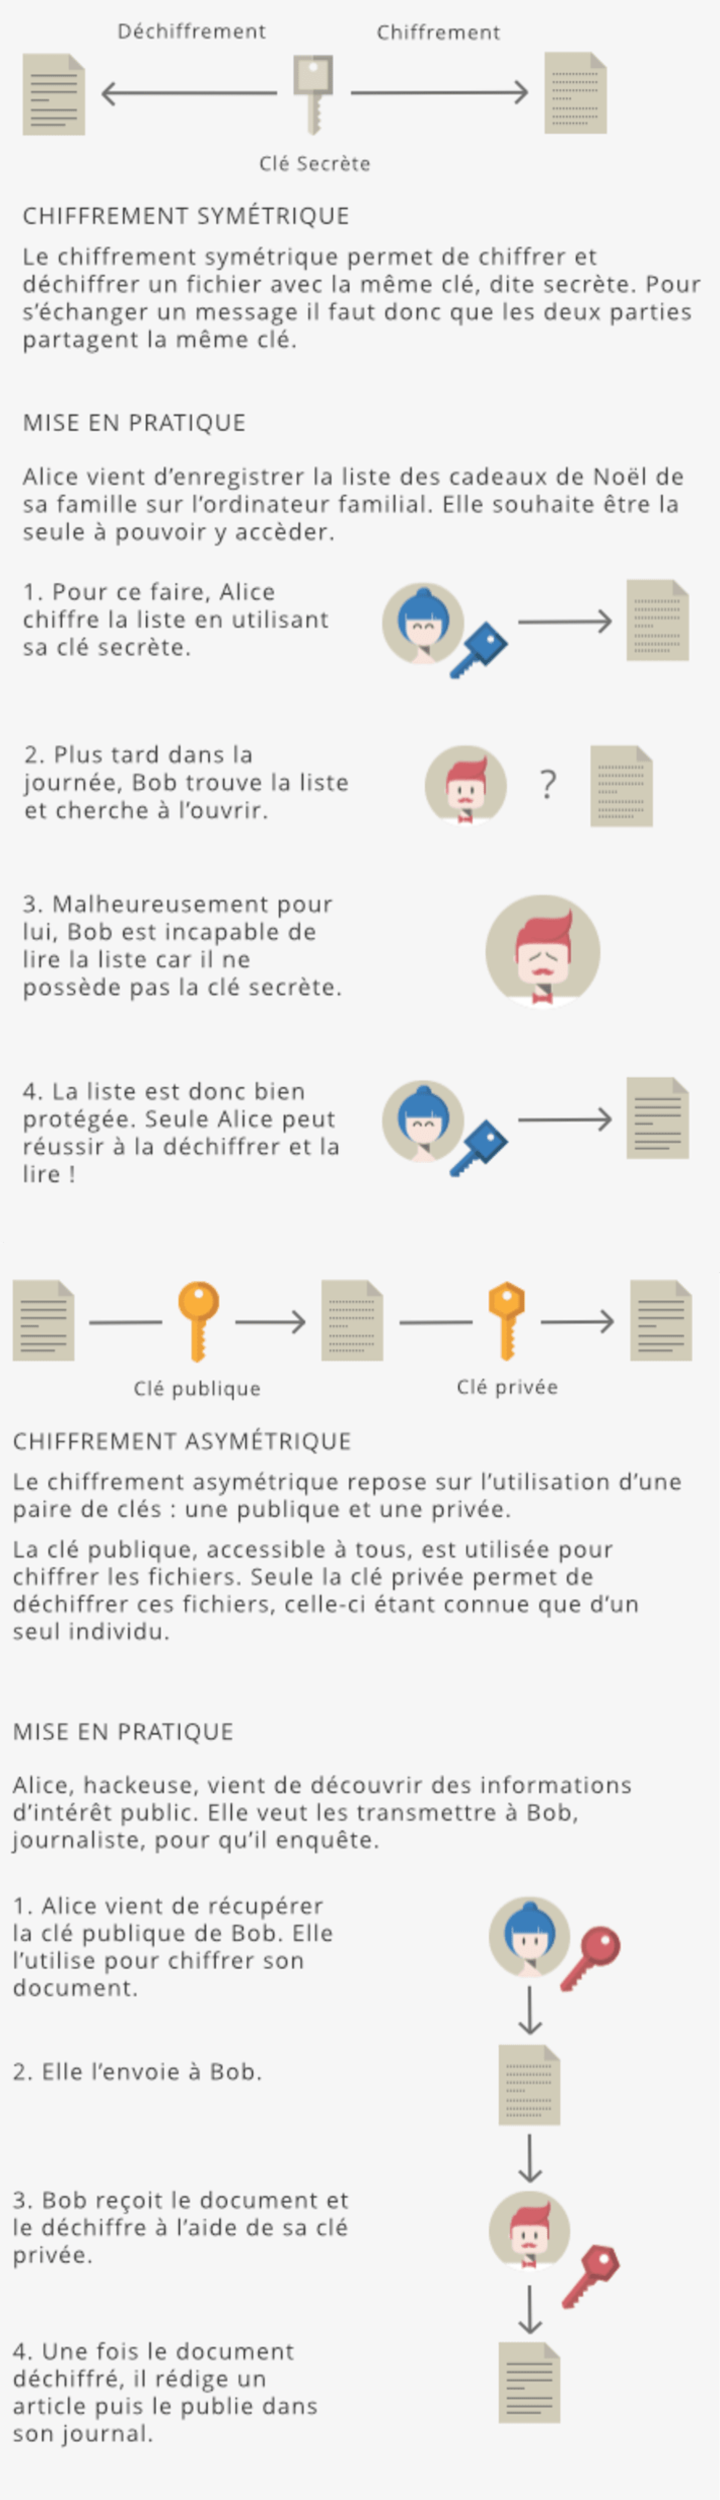 Déchiffrement
Chiffrement
Clé Secrète
CHIFFREMENT SYMÉTRIQUE
Le chiffrement symétrique permet de chiffrer et
déchiffrer un fichier avec la même clé, dite secrète. Pour
s’échanger un message il faut donc que les deux parties
partagent la même clé.
MISE EN PRATIQUE
Alice vient d’enregistrer la liste des cadeaux de Noël de
sa famille sur l’ordinateur familial. Elle souhaite être la
seule à pouvoir y accèder.
1. Pour ce faire, Alice
chiffre la liste en utilisant
sa clé secrète.
2. Plus tard dans la
journée, Bob trouve la liste
et cherche à l’ouvrir.
?
3. Malheureusement pour
lui, Bob est incapable de
lire la liste car il ne
possède pas la clé secrète.
4. La liste est donc bien
protégée. Seule Alice peut
réussir à la déchiffrer et la
lire !
Clé publique
Clé privée
CHIFFREMENT ASYMÉTRIQUE
Le chiffrement asymétrique repose sur l’utilisation d’une
paire de clés : une publique et une privée.
La clé publique, accessible à tous, est utilisée pour
chiffrer les fichiers. Seule la clé privée permet de
déchiffrer ces fichiers, celle-ci étant connue que d’un
seul individu.
MISE EN PRATIQUE
Alice, hackeuse, vient de découvrir des informations
d’intérêt public. Elle veut les transmettre à Bob,
journaliste, pour qu’il enquête.
1. Alice vient de récupérer
la clé publique de Bob. Elle
l’utilise pour chiffrer son
document.
2. Elle l’envoie à Bob.
3. Bob reçoit le document et
le déchiffre à l’aide de sa clé
privée.
4. Une fois le document
déchiffré, il rédige un
article puis le publie dans
son journal.